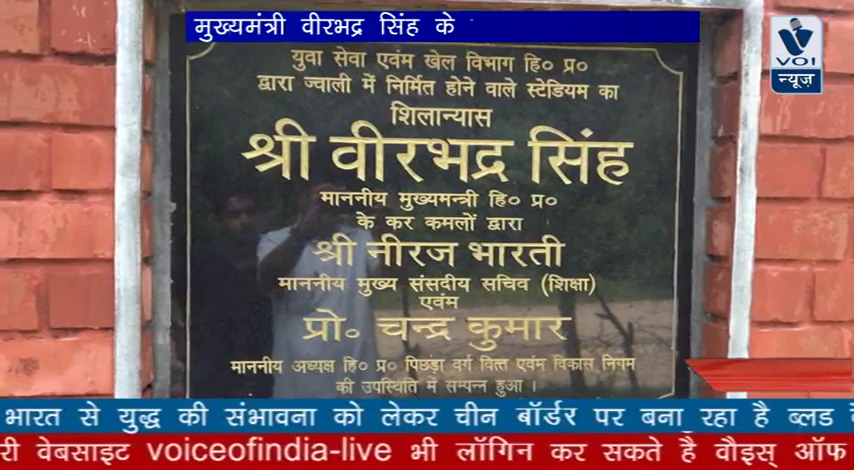 मुख्यमंत्री वीरभद्र सिंह के
VOI
न्यूज़
युवा सेवा एवंम खेल विभाग हि० प्र०
द्वारा ज्वाली में निर्मित होने वाले स्टेडियम का
शिलान्यास
श्री वीरभद्र सिंह
माननीय मुख्यमन्त्री हि० प्र०
के कर कमलों द्वारा
श्री नीरज भारती
माननीय मुख्य संसदीय सचिव (शिक्षा)
एवंम
प्रो० चन्द्र कुमार
माननीय अध्यक्ष हि० प्र० पिछड़ा वर्ग वित्त एवंम विकास निगम
की उपस्थिति में सम्पन्न हुआ ।
भारत से युद्ध की संभावना को लेकर चीन बॉर्डर पर बना रहा है ब्लड
री वेबसाइट voiceofindia-live भी लॉगिन कर सकते है वौइस् ऑफ